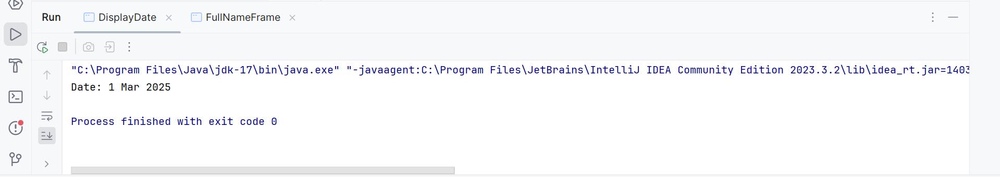 Run DisplayDate FullNameFrame
"C:\Program Files\Java\jdk-17\bin\java.exe" "-javaagent:C:\Program Files\JetBrains\IntelliJ IDEA Community Edition 2023.3.2\lib\idea_rt.jar=1403
Date: 1 Mar 2025
Process finished with exit code 0